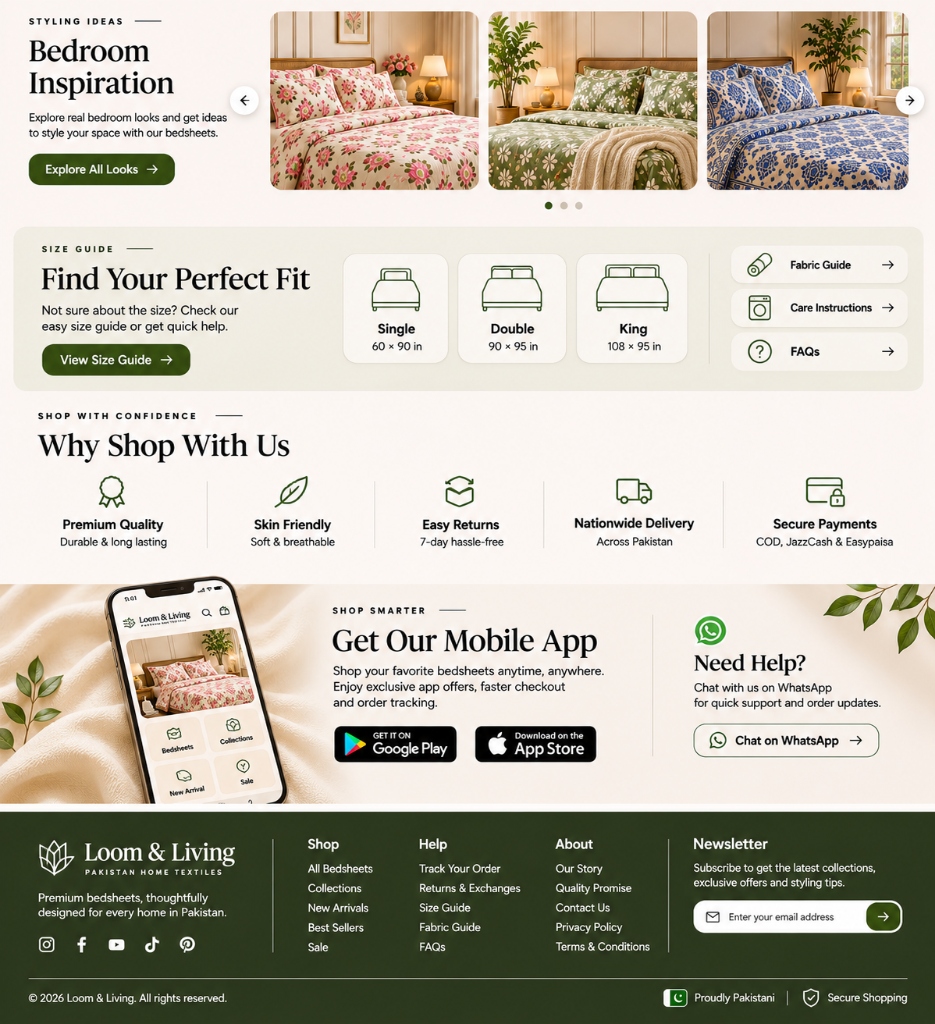 STYLING IDEAS
Bedroom
Inspiration
Explore real bedroom looks and get ideas
to style your space with our bedsheets.
Explore All Looks
SIZE GUIDE
Find Your Perfect Fit
Not sure about the size? Check our
easy size guide or get quick help.
View Size Guide
Single
60 × 90 in
Double
90 × 95 in
King
108 × 95 in
Fabric Guide
Care Instructions
FAQs
SHOP WITH CONFIDENCE
Why Shop With Us
Premium Quality
Durable & long lasting
Skin Friendly
Soft & breathable
Easy Returns
7-day hassle-free
Nationwide Delivery
Across Pakistan
Secure Payments
COD, JazzCash & Easypaisa
Loom & Living
Bedsheets
Collections
New Arrival
Sale
SHOP SMARTER
Get Our Mobile App
Shop your favorite bedsheets anytime, anywhere.
Enjoy exclusive app offers, faster checkout
and order tracking.
GET IT ON
Google Play
Download on the
App Store
Need Help?
Chat with us on WhatsApp
for quick support and order updates.
Chat on WhatsApp
Loom & Living
PAKISTAN HOME TEXTILES
Premium bedsheets, thoughtfully
designed for every home in Pakistan.
Shop
All Bedsheets
Collections
New Arrivals
Best Sellers
Sale
Help
Track Your Order
Returns & Exchanges
Size Guide
Fabric Guide
FAQs
About
Our Story
Quality Promise
Contact Us
Privacy Policy
Terms & Conditions
Newsletter
Subscribe to get the latest collections,
exclusive offers and styling tips.
Enter your email address
© 2026 Loom & Living. All rights reserved.
Proudly Pakistani
Secure Shopping